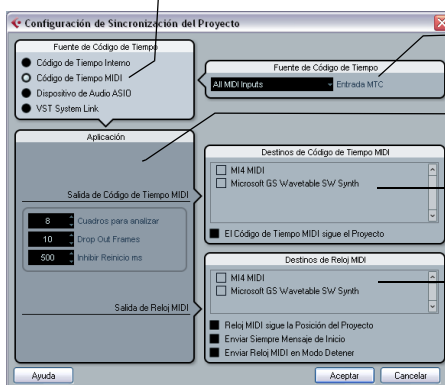 Configuración de Sincronización del Proyecto
Fuente de Código de Tiempo
Código de Tiempo Interno
Código de Tiempo MIDI
Dispositivo de Audio ASIO
VST System Link
Fuente de Código de Tiempo
All MIDI Inputs
Entrada MTC
Aplicación
Salida de Código de Tiempo MIDI
8 Cuadros para analizar
10 Drop Out Frames
500 Inhibir Reinicio ms
Salida de Reloj MIDI
Destinos de Código de Tiempo MIDI
MI4 MIDI
Microsoft GS Wavetable SW Synth
El Código de Tiempo MIDI sigue el Proyecto
Destinos de Reloj MIDI
MI4 MIDI
Microsoft GS Wavetable SW Synth
Reloj MIDI sigue la Posición del Proyecto
Enviar Siempre Mensaje de Inicio
Enviar Reloj MIDI en Modo Detener
Ayuda
Aceptar
Cancelar